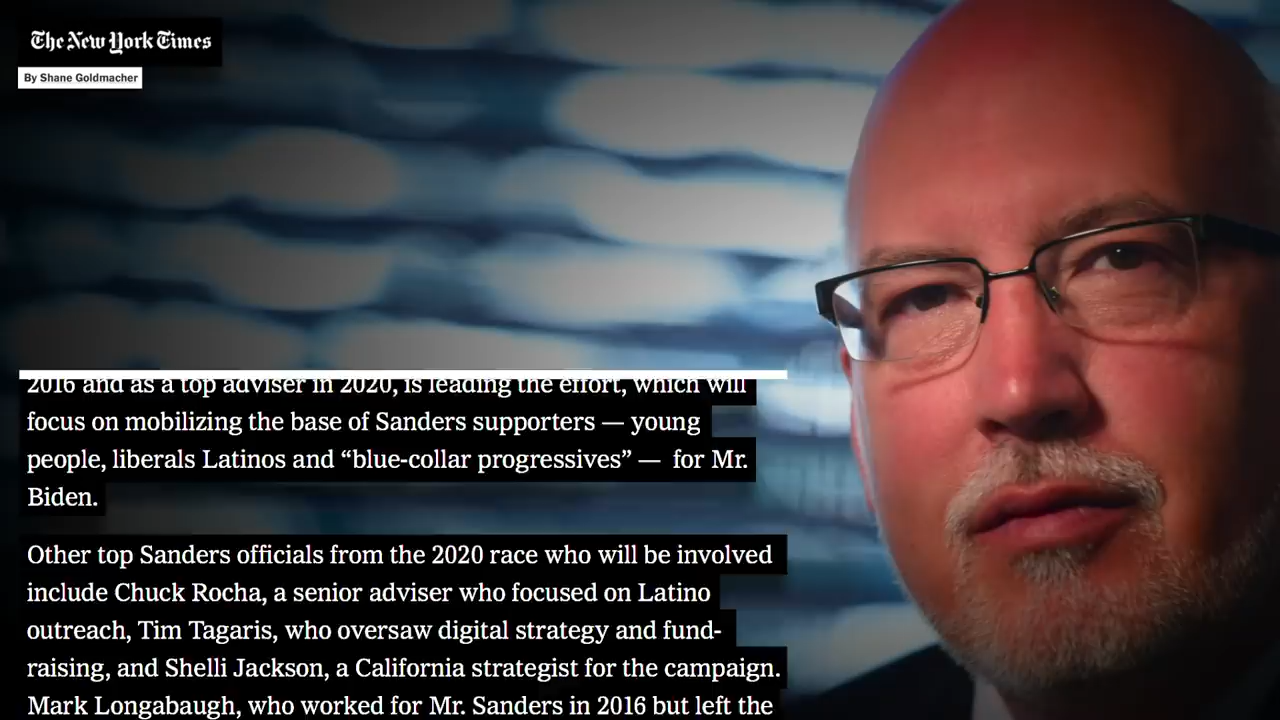 The New York Times
By Shane Goldmacher
2016 and as a top adviser in 2020, is leading the effort, which will
focus on mobilizing the base of Sanders supporters — young
people, liberals Latinos and “blue-collar progressives” — for Mr.
Biden.
Other top Sanders officials from the 2020 race who will be involved
include Chuck Rocha, a senior adviser who focused on Latino
outreach, Tim Tagaris, who oversaw digital strategy and fund-
raising, and Shelli Jackson, a California strategist for the campaign.
Mark Longabaugh, who worked for Mr. Sanders in 2016 but left the